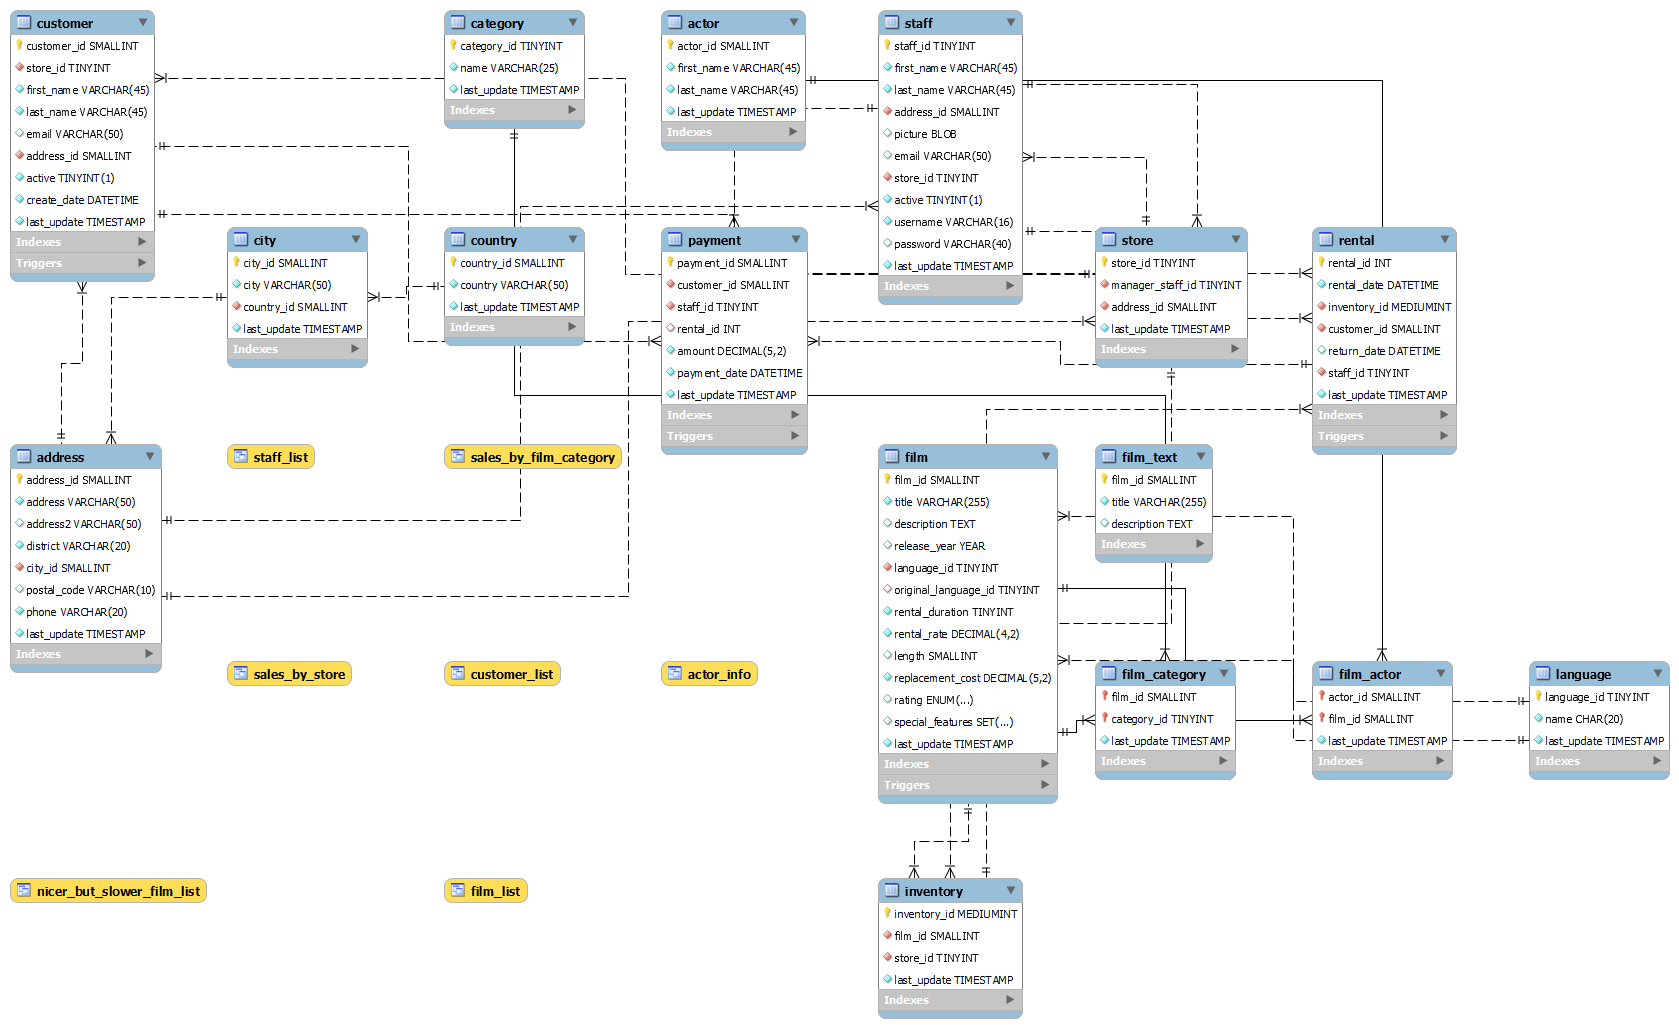 customer
customer_id SMALLINT
store_id TINYINT
first_name VARCHAR(45)
last_name VARCHAR(45)
email VARCHAR(50)
address_id SMALLINT
active TINYINT(1)
create_date DATETIME
last_update TIMESTAMP
Indexes
Triggers
category
category_id TINYINT
name VARCHAR(25)
last_update TIMESTAMP
Indexes
actor
actor_id SMALLINT
first_name VARCHAR(45)
last_name VARCHAR(45)
last_update TIMESTAMP
Indexes
staff
staff_id TINYINT
first_name VARCHAR(45)
last_name VARCHAR(45)
address_id SMALLINT
picture BLOB
email VARCHAR(50)
store_id TINYINT
active TINYINT(1)
username VARCHAR(16)
password VARCHAR(40)
last_update TIMESTAMP
Indexes
city
city_id SMALLINT
city VARCHAR(50)
country_id SMALLINT
last_update TIMESTAMP
Indexes
country
country_id SMALLINT
country VARCHAR(50)
last_update TIMESTAMP
Indexes
payment
payment_id SMALLINT
customer_id SMALLINT
staff_id TINYINT
rental_id INT
amount DECIMAL(5,2)
payment_date DATETIME
last_update TIMESTAMP
Indexes
Triggers
store
store_id TINYINT
manager_staff_id TINYINT
address_id SMALLINT
last_update TIMESTAMP
Indexes
rental
rental_id INT
rental_date DATETIME
inventory_id MEDIUMINT
customer_id SMALLINT
return_date DATETIME
staff_id TINYINT
last_update TIMESTAMP
Indexes
Triggers
address
address_id SMALLINT
address VARCHAR(50)
address2 VARCHAR(50)
district VARCHAR(20)
city_id SMALLINT
postal_code VARCHAR(10)
phone VARCHAR(20)
last_update TIMESTAMP
Indexes
staff_list
sales_by_film_category
film
film_id SMALLINT
title VARCHAR(255)
description TEXT
release_year YEAR
language_id TINYINT
original_language_id TINYINT
rental_duration TINYINT
rental_rate DECIMAL(4,2)
length SMALLINT
replacement_cost DECIMAL(5,2)
rating ENUM(...)
special_features SET(...)
last_update TIMESTAMP
Indexes
Triggers
film_text
film_id SMALLINT
title VARCHAR(255)
description TEXT
Indexes
sales_by_store
customer_list
actor_info
film_category
film_id SMALLINT
category_id TINYINT
last_update TIMESTAMP
Indexes
film_actor
actor_id SMALLINT
film_id SMALLINT
last_update TIMESTAMP
Indexes
language
language_id TINYINT
name CHAR(20)
last_update TIMESTAMP
Indexes
nicer_but_slower_film_list
film_list
inventory
inventory_id MEDIUMINT
film_id SMALLINT
store_id TINYINT
last_update TIMESTAMP
Indexes